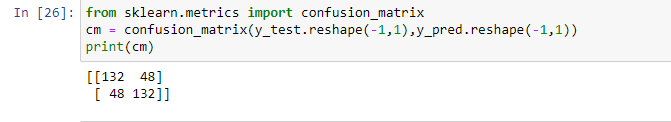 In [26]: from sklearn.metrics import confusion_matrix
cm = confusion_matrix(y_test.reshape(-1,1),y_pred.reshape(-1,1))
print(cm)
[[132  48]
 [ 48 132]]